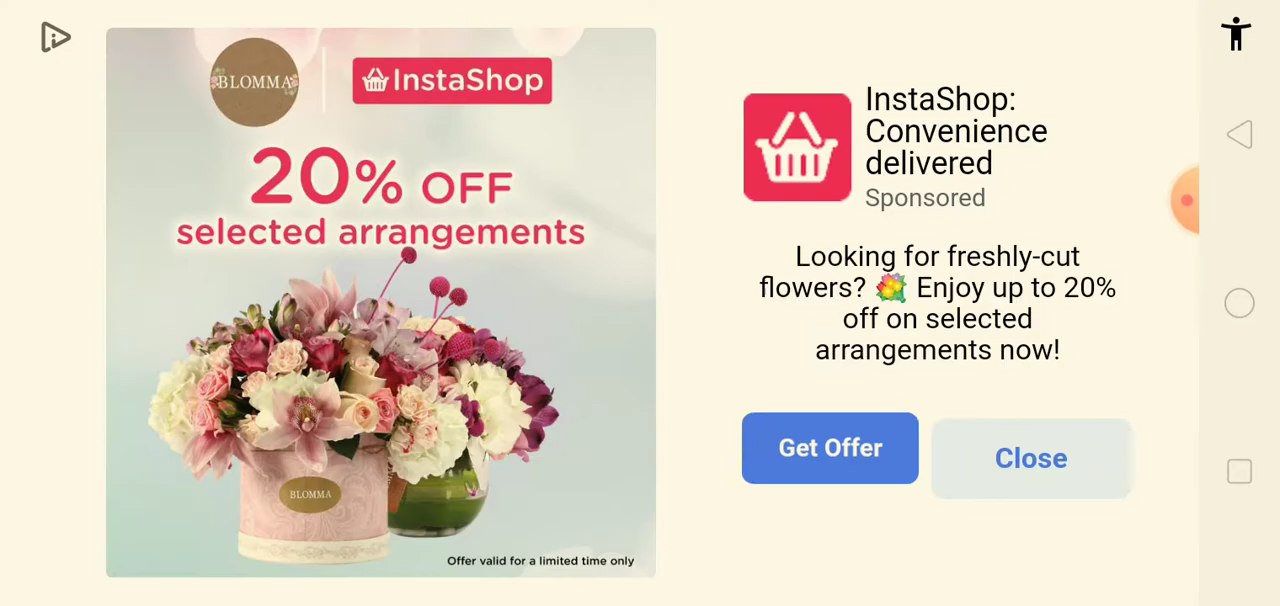 BLOMMA
InstaShop
20% OFF
selected arrangements
BLOMMA
Offer valid for a limited time only
InstaShop:
Convenience
delivered
Sponsored
Looking for freshly-cut
flowers? 💐 Enjoy up to 20%
off on selected
arrangements now!
Get Offer
Close